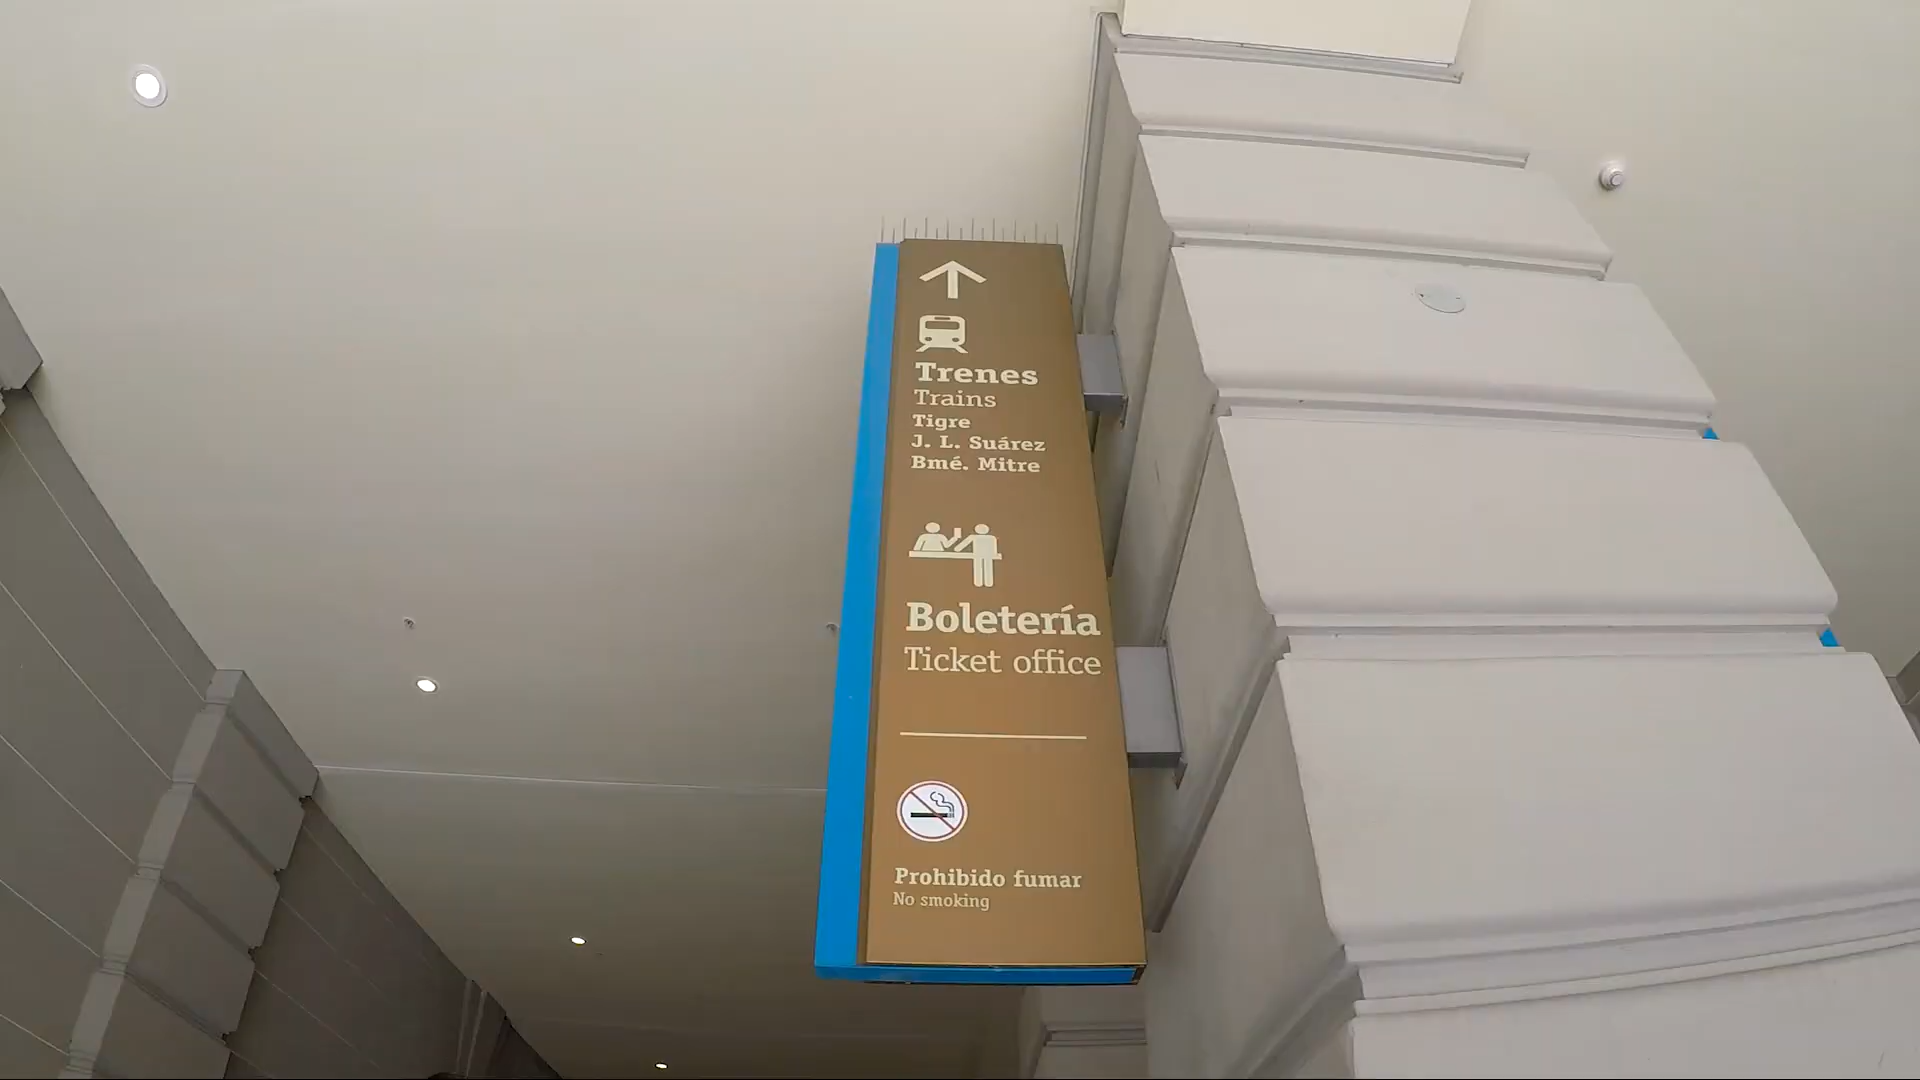 Trenes
Trains
Tigre
J. L. Suárez
Bmé. Mitre
Boletería
Ticket office
Prohibido fumar
No smoking